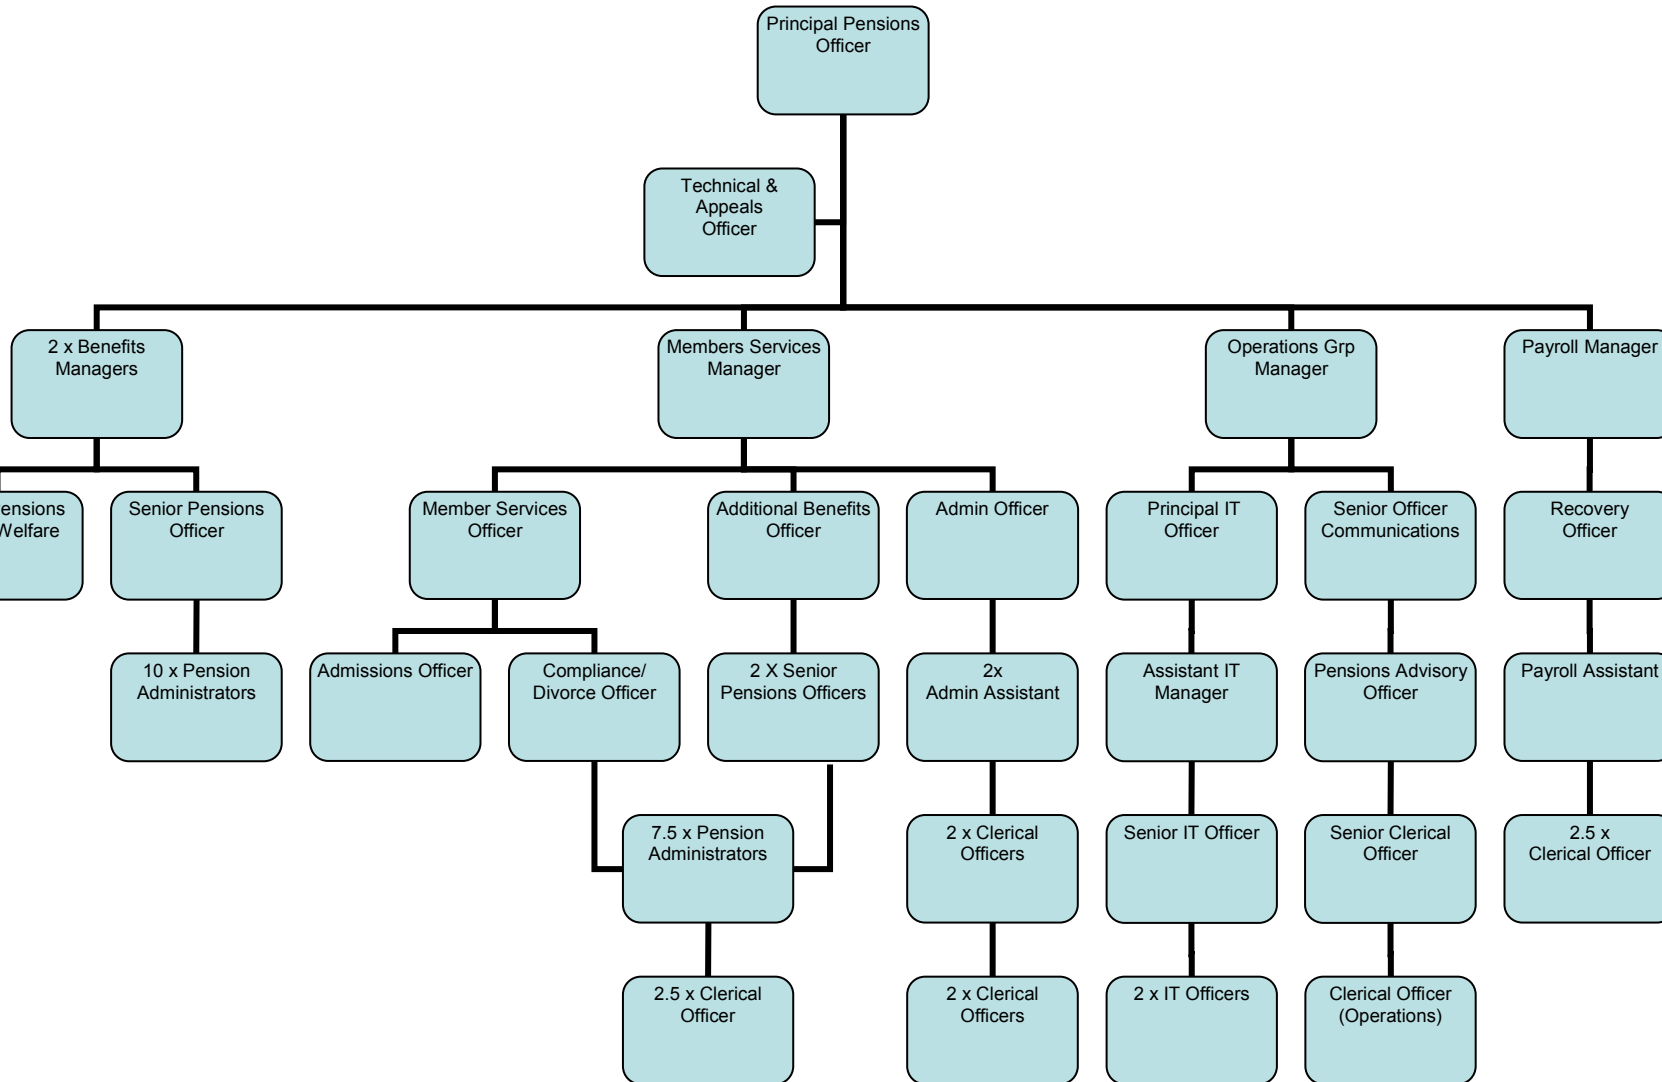 Principal Pensions
Officer
Technical &
Appeals
Officer
2 x Benefits
Managers
Members Services
Manager
Operations Grp
Manager
Payroll Manager
Senior Pensions
Officer
Member Services
Officer
Additional Benefits
Officer
Admin Officer
Principal IT
Officer
Senior Officer
Communications
Recovery
Officer
10 x Pension
Administrators
Admissions Officer
Compliance/
Divorce Officer
2 X Senior
Pensions Officers
2x
Admin Assistant
Assistant IT
Manager
Pensions Advisory
Officer
Payroll Assistant
7.5 x Pension
Administrators
2 x Clerical
Officers
Senior IT Officer
Senior Clerical
Officer
2.5 x
Clerical Officer
2.5 x Clerical
Officer
2 x Clerical
Officers
2 x IT Officers
Clerical Officer
(Operations)